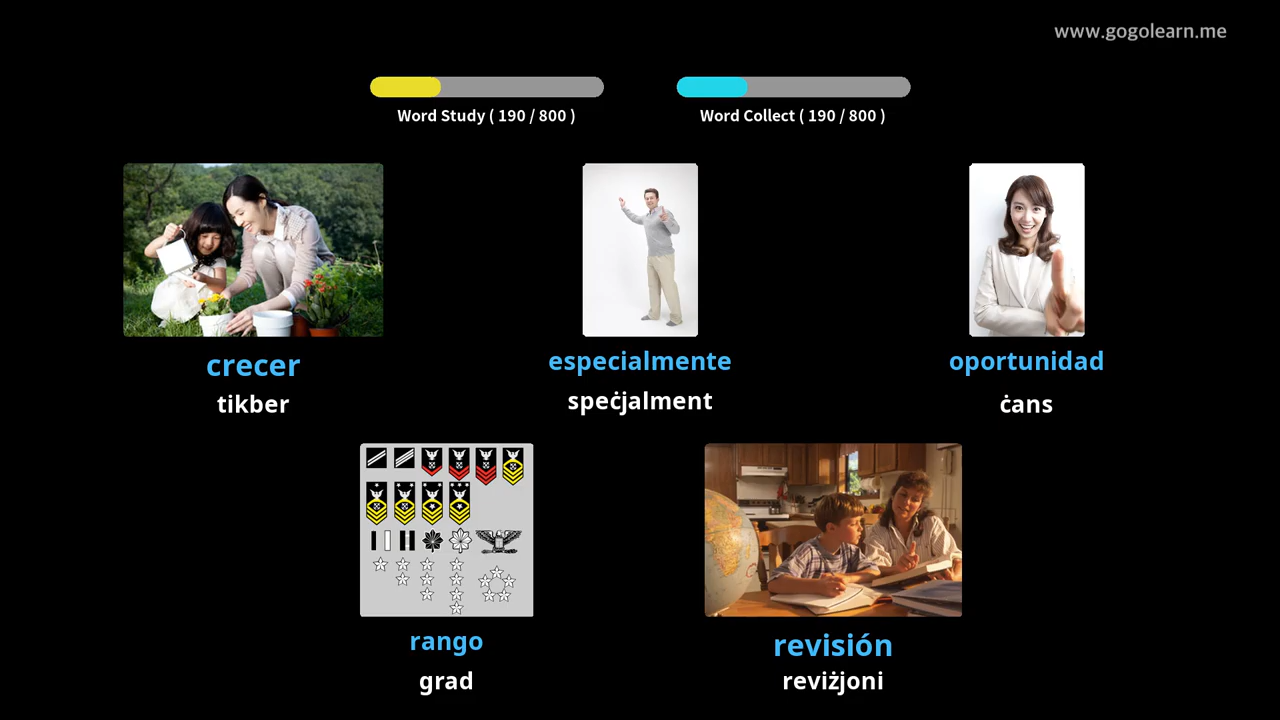 www.gogolearn.me
Word Study ( 190 / 800 )
Word Collect ( 190 / 800 )
crecer
tikber
especialmente
speċjalment
oportunidad
ċans
rango
grad
revisión
reviżjoni